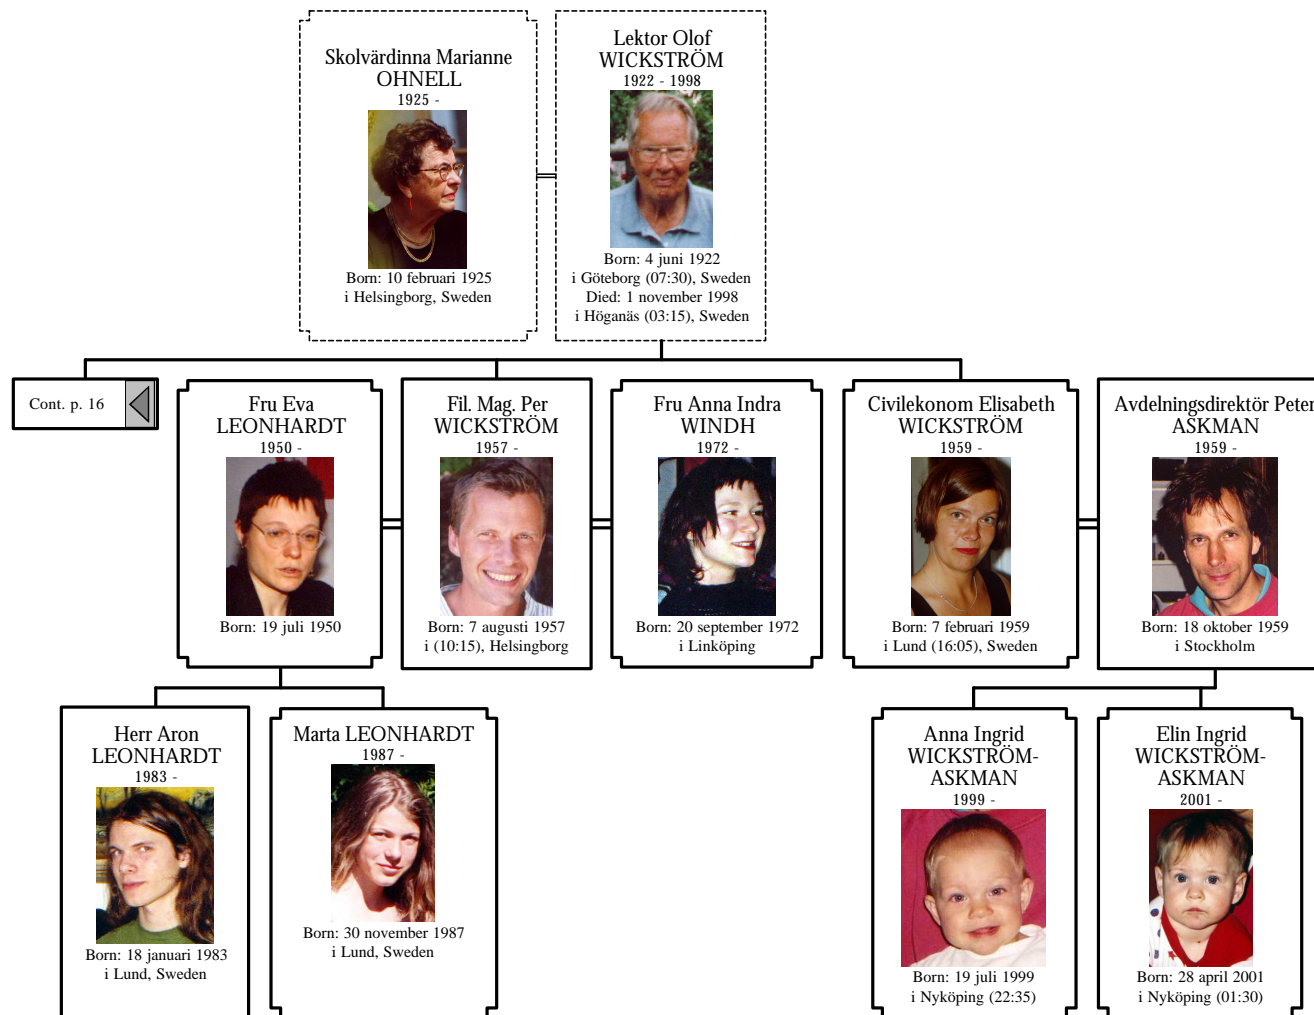 Skolvärdinna Marianne
OHNELL
1925 -
Born: 10 februari 1925
i Helsingborg, Sweden
Lektor Olof
WICKSTRÖM
1922 - 1998
Born: 4 juni 1922
i Göteborg (07:30), Sweden
Died: 1 november 1998
i Höganäs (03:15), Sweden
Cont. p. 16
Fru Eva
LEONHARDT
1950 -
Born: 19 juli 1950
Fil. Mag. Per
WICKSTRÖM
1957 -
Born: 7 augusti 1957
i (10:15), Helsingborg
Fru Anna Indra
WINDH
1972 -
Born: 20 september 1972
i Linköping
Civilekonom Elisabeth
WICKSTRÖM
1959 -
Born: 7 februari 1959
i Lund (16:05), Sweden
Avdelningsdirektör Peter
ASKMAN
1959 -
Born: 18 oktober 1959
i Stockholm
Herr Aron
LEONHARDT
1983 -
Born: 18 januari 1983
i Lund, Sweden
Marta LEONHARDT
1987 -
Born: 30 november 1987
i Lund, Sweden
Anna Ingrid
WICKSTRÖM-
ASKMAN
1999 -
Born: 19 juli 1999
i Nyköping (22:35)
Elin Ingrid
WICKSTRÖM-
ASKMAN
2001 -
Born: 28 april 2001
i Nyköping (01:30)